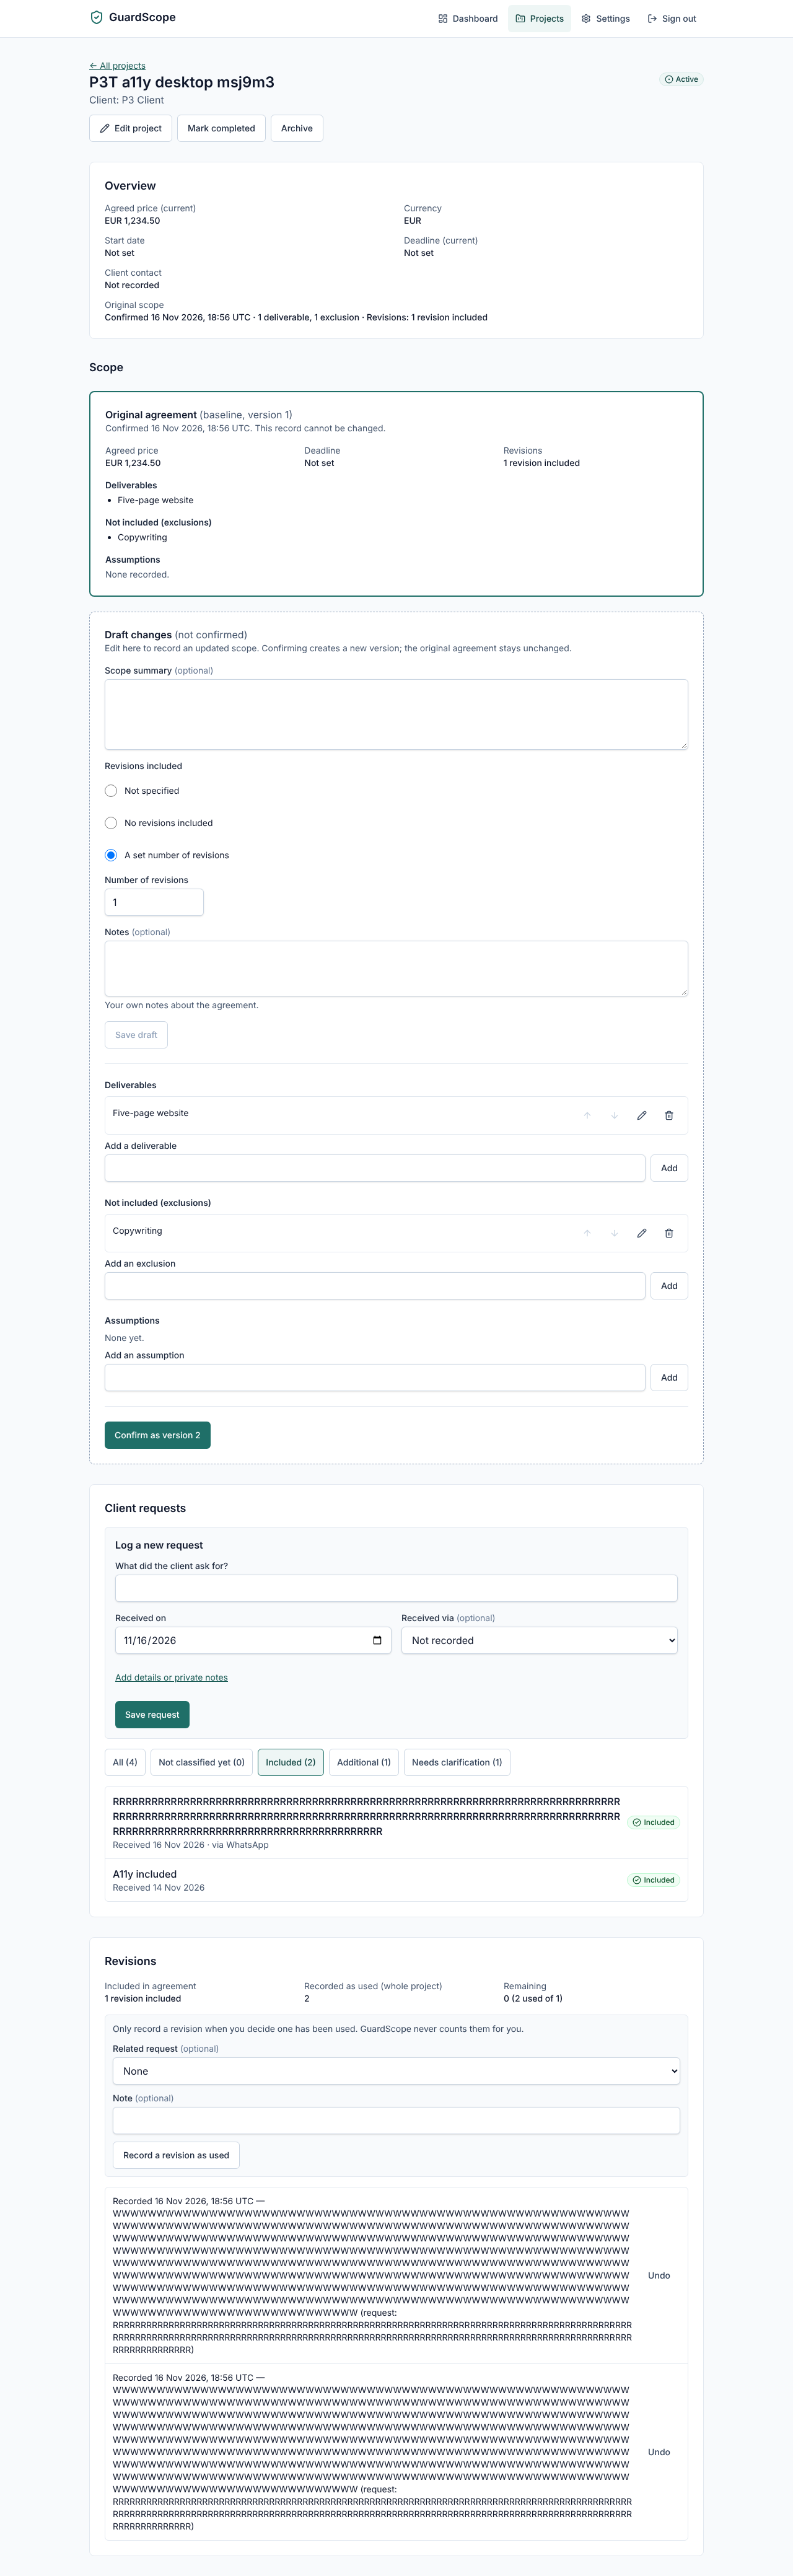 GuardScope
Dashboard
Projects
Settings
Sign out
← All projects
P3T a11y desktop msj9m3
Active
Client: P3 Client
Edit project
Mark completed
Archive
Overview
Agreed price (current)
Currency
EUR 1,234.50
EUR
Start date
Deadline (current)
Not set
Not set
Client contact
Not recorded
Original scope
Confirmed 16 Nov 2026, 18:56 UTC · 1 deliverable, 1 exclusion · Revisions: 1 revision included
Scope
Original agreement (baseline, version 1)
Confirmed 16 Nov 2026, 18:56 UTC. This record cannot be changed.
Agreed price
Deadline
Revisions
EUR 1,234.50
Not set
1 revision included
Deliverables
• Five-page website
Not included (exclusions)
• Copywriting
Assumptions
None recorded.
Draft changes (not confirmed)
Edit here to record an updated scope. Confirming creates a new version; the original agreement stays unchanged.
Scope summary (optional)
Revisions included
Not specified
No revisions included
A set number of revisions
Number of revisions
1
Notes (optional)
Your own notes about the agreement.
Save draft
Deliverables
Five-page website
Add a deliverable
Add
Not included (exclusions)
Copywriting
Add an exclusion
Add
Assumptions
None yet.
Add an assumption
Add
Confirm as version 2
Client requests
Log a new request
What did the client ask for?
Received on
Received via (optional)
11/16/2026
Not recorded
Add details or private notes
Save request
All (4)
Not classified yet (0)
Included (2)
Additional (1)
Needs clarification (1)
Included
Received 16 Nov 2026 · via WhatsApp
A11y included
Included
Received 14 Nov 2026
Revisions
Included in agreement
Recorded as used (whole project)
Remaining
1 revision included
2
0 (2 used of 1)
Only record a revision when you decide one has been used. GuardScope never counts them for you.
Related request (optional)
None
Note (optional)
Record a revision as used
Recorded 16 Nov 2026, 18:56 UTC —
Undo
(request:
Recorded 16 Nov 2026, 18:56 UTC —
Undo
(request: